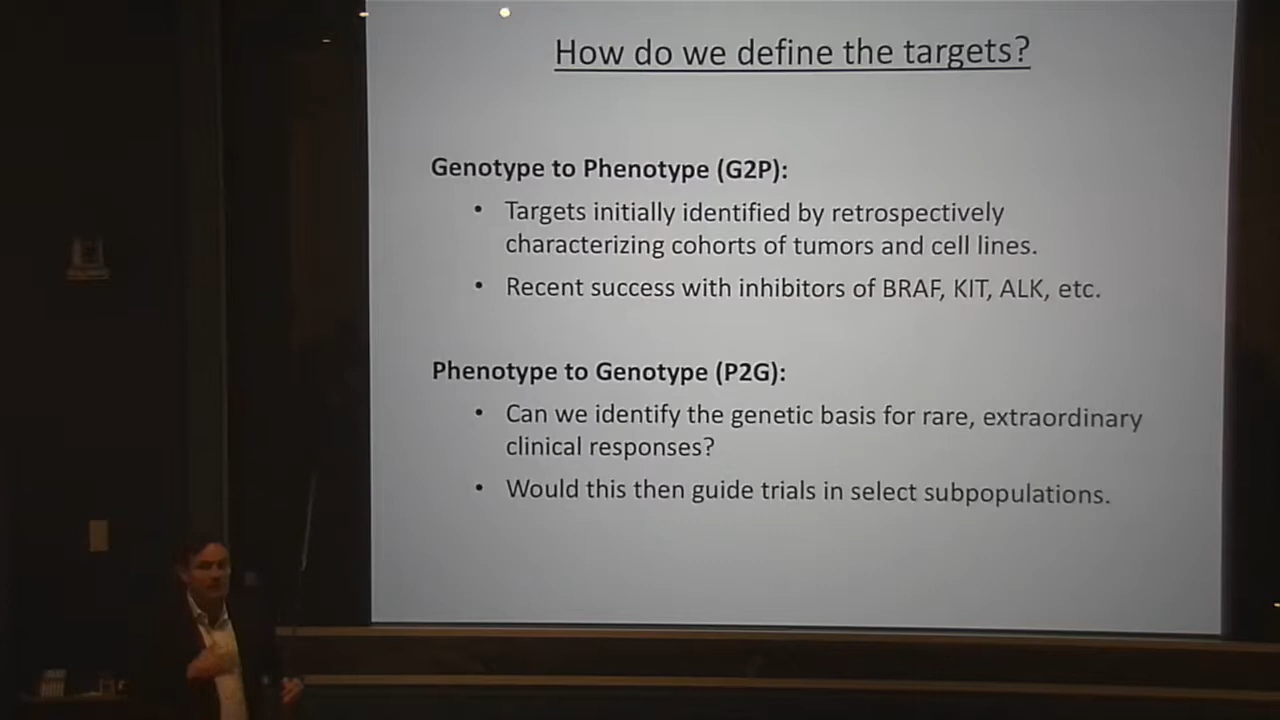 How do we define the targets?
Genotype to Phenotype (G2P):
• Targets initially identified by retrospectively
characterizing cohorts of tumors and cell lines.
• Recent success with inhibitors of BRAF, KIT, ALK, etc.
Phenotype to Genotype (P2G):
• Can we identify the genetic basis for rare, extraordinary
clinical responses?
• Would this then guide trials in select subpopulations.